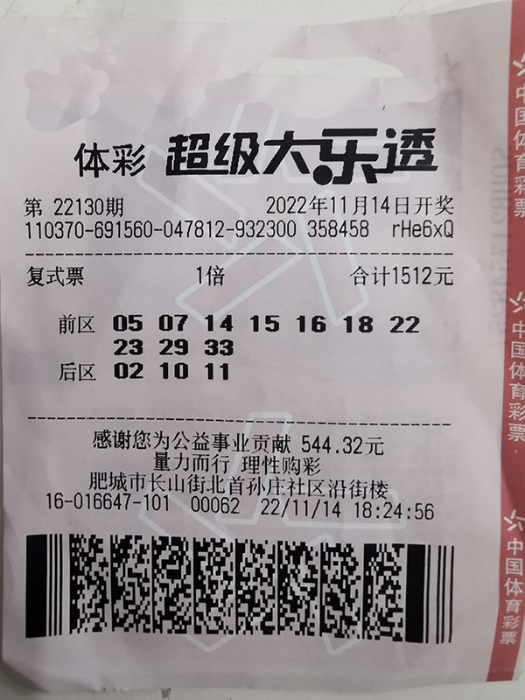 体彩 超级大乐透
第 22130期 2022年11月14日开奖
110370-691560-047812-932300 358458 rHe6xQ
复式票 1倍 合计1512元
前区 05 07 14 15 16 18 22
23 29 33
后区 02 10 11
感谢您为公益事业贡献 544.32元
量力而行 理性购彩
肥城市长山街北首孙庄社区沿街楼
16-016647-101 00062 22/11/14 18:24:56
中国体育彩票
中国体育彩票
中国体育彩票